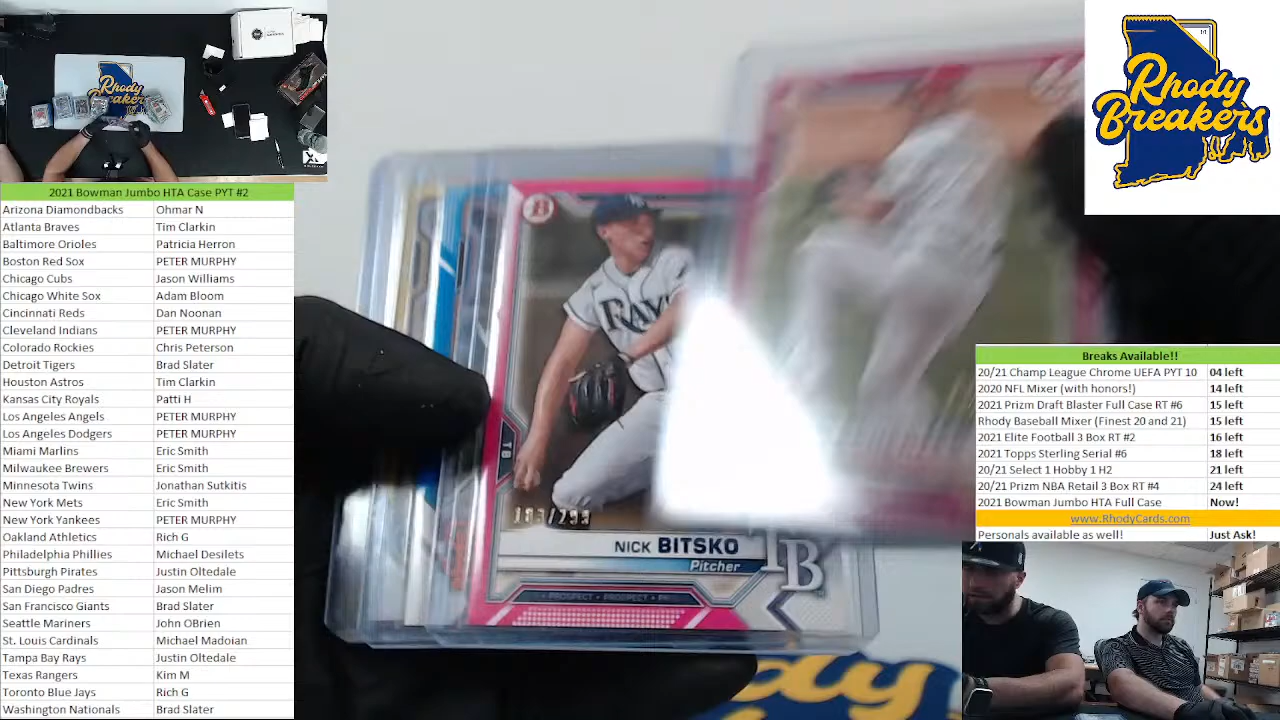 Rhody
Breakers
2021 Bowman Jumbo HTA Case PYT #2
Arizona Diamondbacks Ohmar N
Atlanta Braves Tim Clarkin
Baltimore Orioles Patricia Herron
Boston Red Sox PETER MURPHY
Chicago Cubs Jason Williams
Chicago White Sox Adam Bloom
Cincinnati Reds Dan Noonan
Cleveland Indians PETER MURPHY
Colorado Rockies Chris Peterson
Detroit Tigers Brad Slater
Houston Astros Tim Clarkin
Kansas City Royals Patti H
Los Angeles Angels PETER MURPHY
Los Angeles Dodgers PETER MURPHY
Miami Marlins Eric Smith
Milwaukee Brewers Eric Smith
Minnesota Twins Jonathan Sutkitis
New York Mets Eric Smith
New York Yankees PETER MURPHY
Oakland Athletics Rich G
Philadelphia Phillies Michael Desilets
Pittsburgh Pirates Justin Oltedale
San Diego Padres Jason Melim
San Francisco Giants Brad Slater
Seattle Mariners John OBrien
St. Louis Cardinals Michael Madoian
Tampa Bay Rays Justin Oltedale
Texas Rangers Kim M
Toronto Blue Jays Rich G
Washington Nationals Brad Slater
B
RAYS
TB
NICK BITSKO
Pitcher
TB
PROSPECT • PROSPECT
Rhody
Breakers
Breaks Available!!
20/21 Champ League Chrome UEFA PYT 10 04 left
2020 NFL Mixer (with honors!) 14 left
2021 Prizm Draft Blaster Full Case RT #6 15 left
Rhody Baseball Mixer (Finest 20 and 21) 15 left
2021 Elite Football 3 Box RT #2 16 left
2021 Topps Sterling Serial #6 18 left
20/21 Select 1 Hobby 1 H2 21 left
20/21 Prizm NBA Retail 3 Box RT #4 24 left
2021 Bowman Jumbo HTA Full Case Now!
www.RhodyCards.com
Personals available as well! Just Ask!